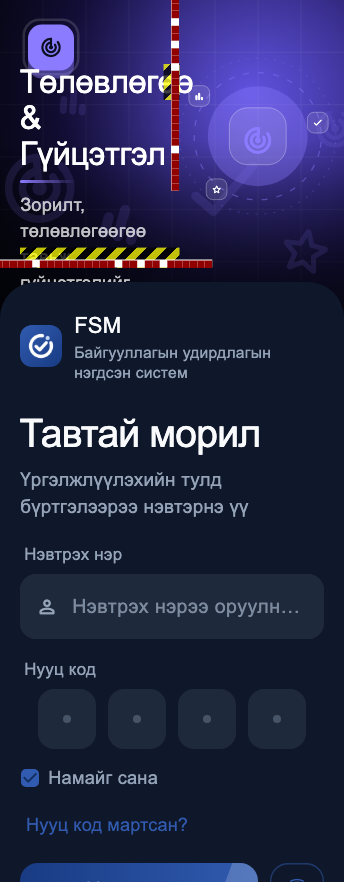 Төлөвлөгөө
&
Гүйцэтгэл
Зорилт,
төлөвлөгөөгөө
FSM
Байгууллагын удирдлагын
нэгдсэн систем
Тавтай морил
Үргэлжлүүлэхийн тулд
бүртгэлээрээ нэвтэрнэ үү
Нэвтрэх нэр
Нэвтрэх нэрээ оруулн...
Нууц код
Намайг сана
Нууц код мартсан?